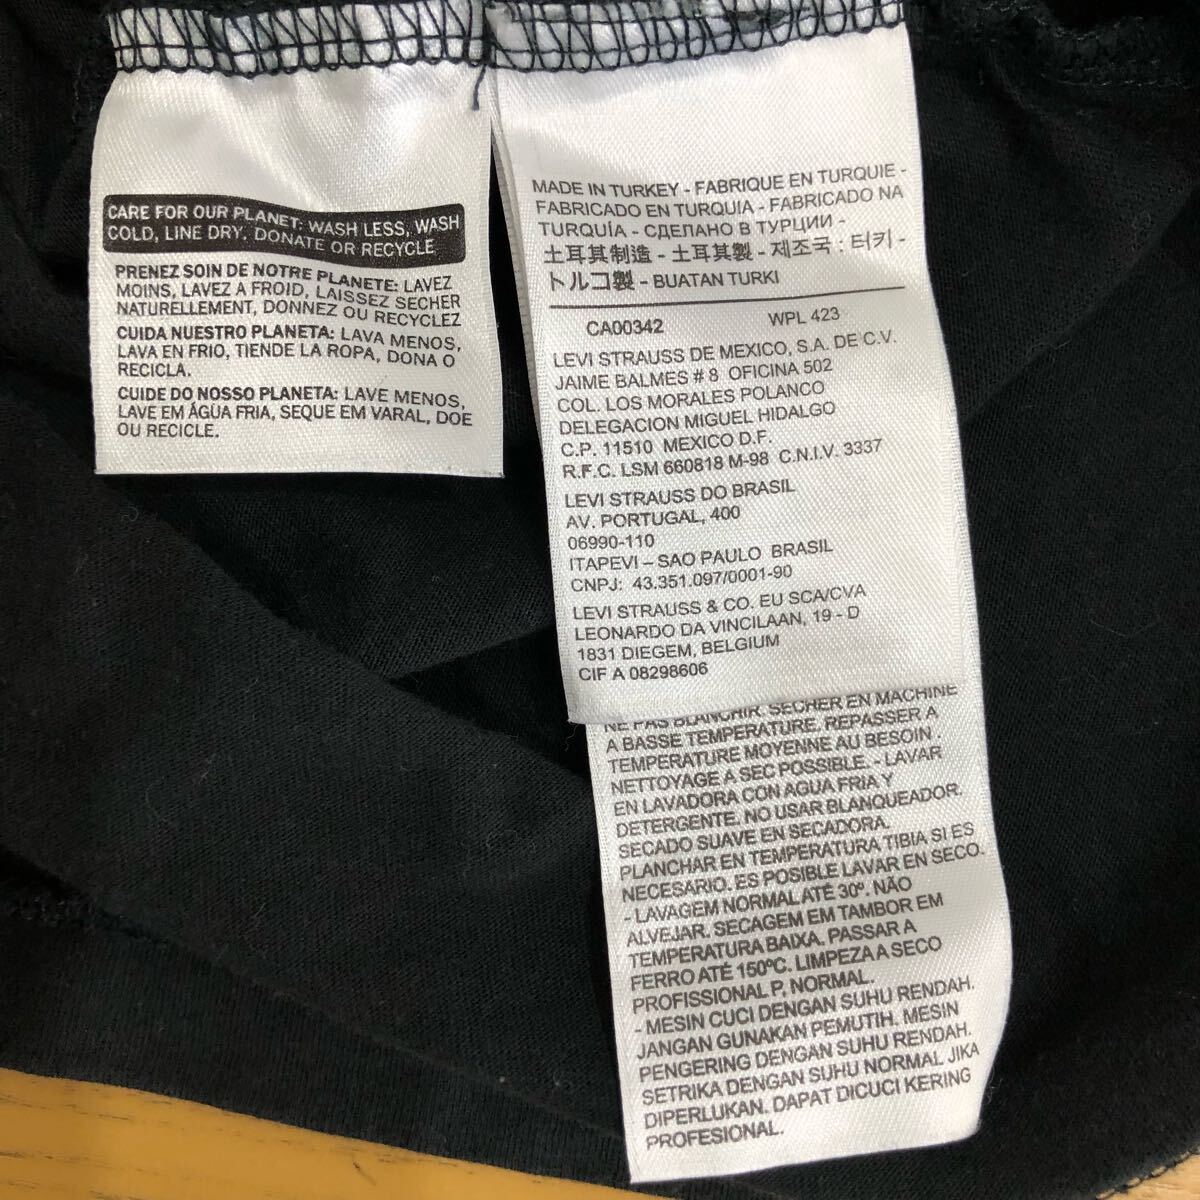 CARE FOR OUR PLANET: WASH LESS, WASH
COLD, LINE DRY. DONATE OR RECYCLE
PRENEZ SOIN DE NOTRE PLANETE: LAVEZ
MOINS, LAVEZ A FROID, LAISSEZ SECHER
NATURELLEMENT, DONNEZ OU RECYCLEZ
CUIDA NUESTRO PLANETA: LAVA MENOS,
LAVA EN FRIO, TIENDE LA ROPA, DONA O
RECICLA.
CUIDE DO NOSSO PLANETA: LAVE MENOS,
LAVE EM ÁGUA FRIA, SEQUE EM VARAL, DOE
OU RECICLE.
MADE IN TURKEY - FABRIQUE EN TURQUIE -
FABRICADO EN TURQUIA - FABRICADO NA
TURQUÍA - СДЕЛАНО В ТУРЦИИ -
土耳其制造 - 土耳其製 - 제조국 : 터키 -
トルコ製 - BUATAN TURKI
CA00342 WPL 423
LEVI STRAUSS DE MEXICO, S.A. DE C.V.
JAIME BALMES # 8 OFICINA 502
COL. LOS MORALES POLANCO
DELEGACION MIGUEL HIDALGO
C.P. 11510 MEXICO D.F.
R.F.C. LSM 660818 M-98 C.N.I.V. 3337
LEVI STRAUSS DO BRASIL
AV. PORTUGAL, 400
06990-110
ITAPEVI – SAO PAULO BRASIL
CNPJ: 43.351.097/0001-90
LEVI STRAUSS & CO. EU SCA/CVA
LEONARDO DA VINCILAAN, 19 - D
1831 DIEGEM, BELGIUM
CIF A 08298606
NE PAS BLANCHIR. SECHER EN MACHINE
A BASSE TEMPERATURE. REPASSER A
TEMPERATURE MOYENNE AU BESOIN .
NETTOYAGE A SEC POSSIBLE. - LAVAR
EN LAVADORA CON AGUA FRIA Y
DETERGENTE. NO USAR BLANQUEADOR.
SECADO SUAVE EN SECADORA.
PLANCHAR EN TEMPERATURA TIBIA SI ES
NECESARIO. ES POSIBLE LAVAR EN SECO.
- LAVAGEM NORMAL ATÉ 30º. NÃO
ALVEJAR. SECAGEM EM TAMBOR EM
TEMPERATURA BAIXA. PASSAR A
FERRO ATÉ 150ºC. LIMPEZA A SECO
PROFISSIONAL P, NORMAL.
- MESIN CUCI DENGAN SUHU RENDAH.
JANGAN GUNAKAN PEMUTIH. MESIN
PENGERING DENGAN SUHU RENDAH.
SETRIKA DENGAN SUHU NORMAL JIKA
DIPERLUKAN. DAPAT DICUCI KERING
PROFESIONAL.